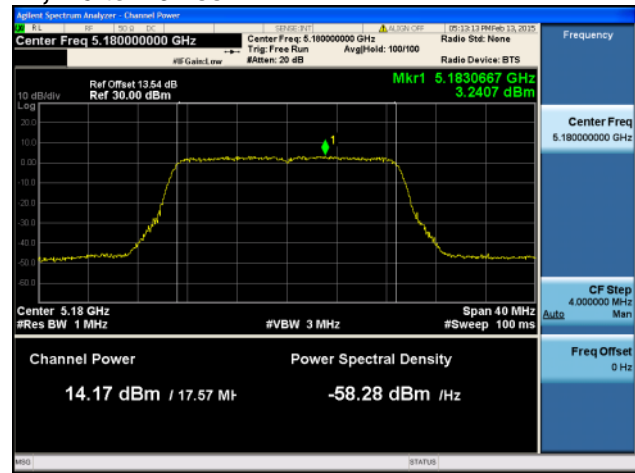 Agilent Spectrum Analyzer - Channel Power
RL RF 50 Ω DC SENSE:INT ALIGN OFF 05:13:13 PM Feb 13, 2015
Center Freq 5.180000000 GHz
Center Freq: 5.180000000 GHz
Radio Std: None
Trig: Free Run
Avg|Hold: 100/100
#IFGain:Low
#Atten: 20 dB
Radio Device: BTS
Ref Offset 13.54 dB
Mkr1 5.1830667 GHz
10 dB/div
Ref 30.00 dBm
3.2407 dBm
Log
20.0
10.0
1
0.00
-10.0
-20.0
-30.0
-40.0
-50.0
-60.0
Center 5.18 GHz
Span 40 MHz
#Res BW 1 MHz
#VBW 3 MHz
#Sweep 100 ms
Channel Power
Power Spectral Density
14.17 dBm / 17.57 MH
-58.28 dBm /Hz
MSG
STATUS
Frequency
Center Freq
5.180000000 GHz
CF Step
4.000000 MHz
Auto Man
Freq Offset
0 Hz